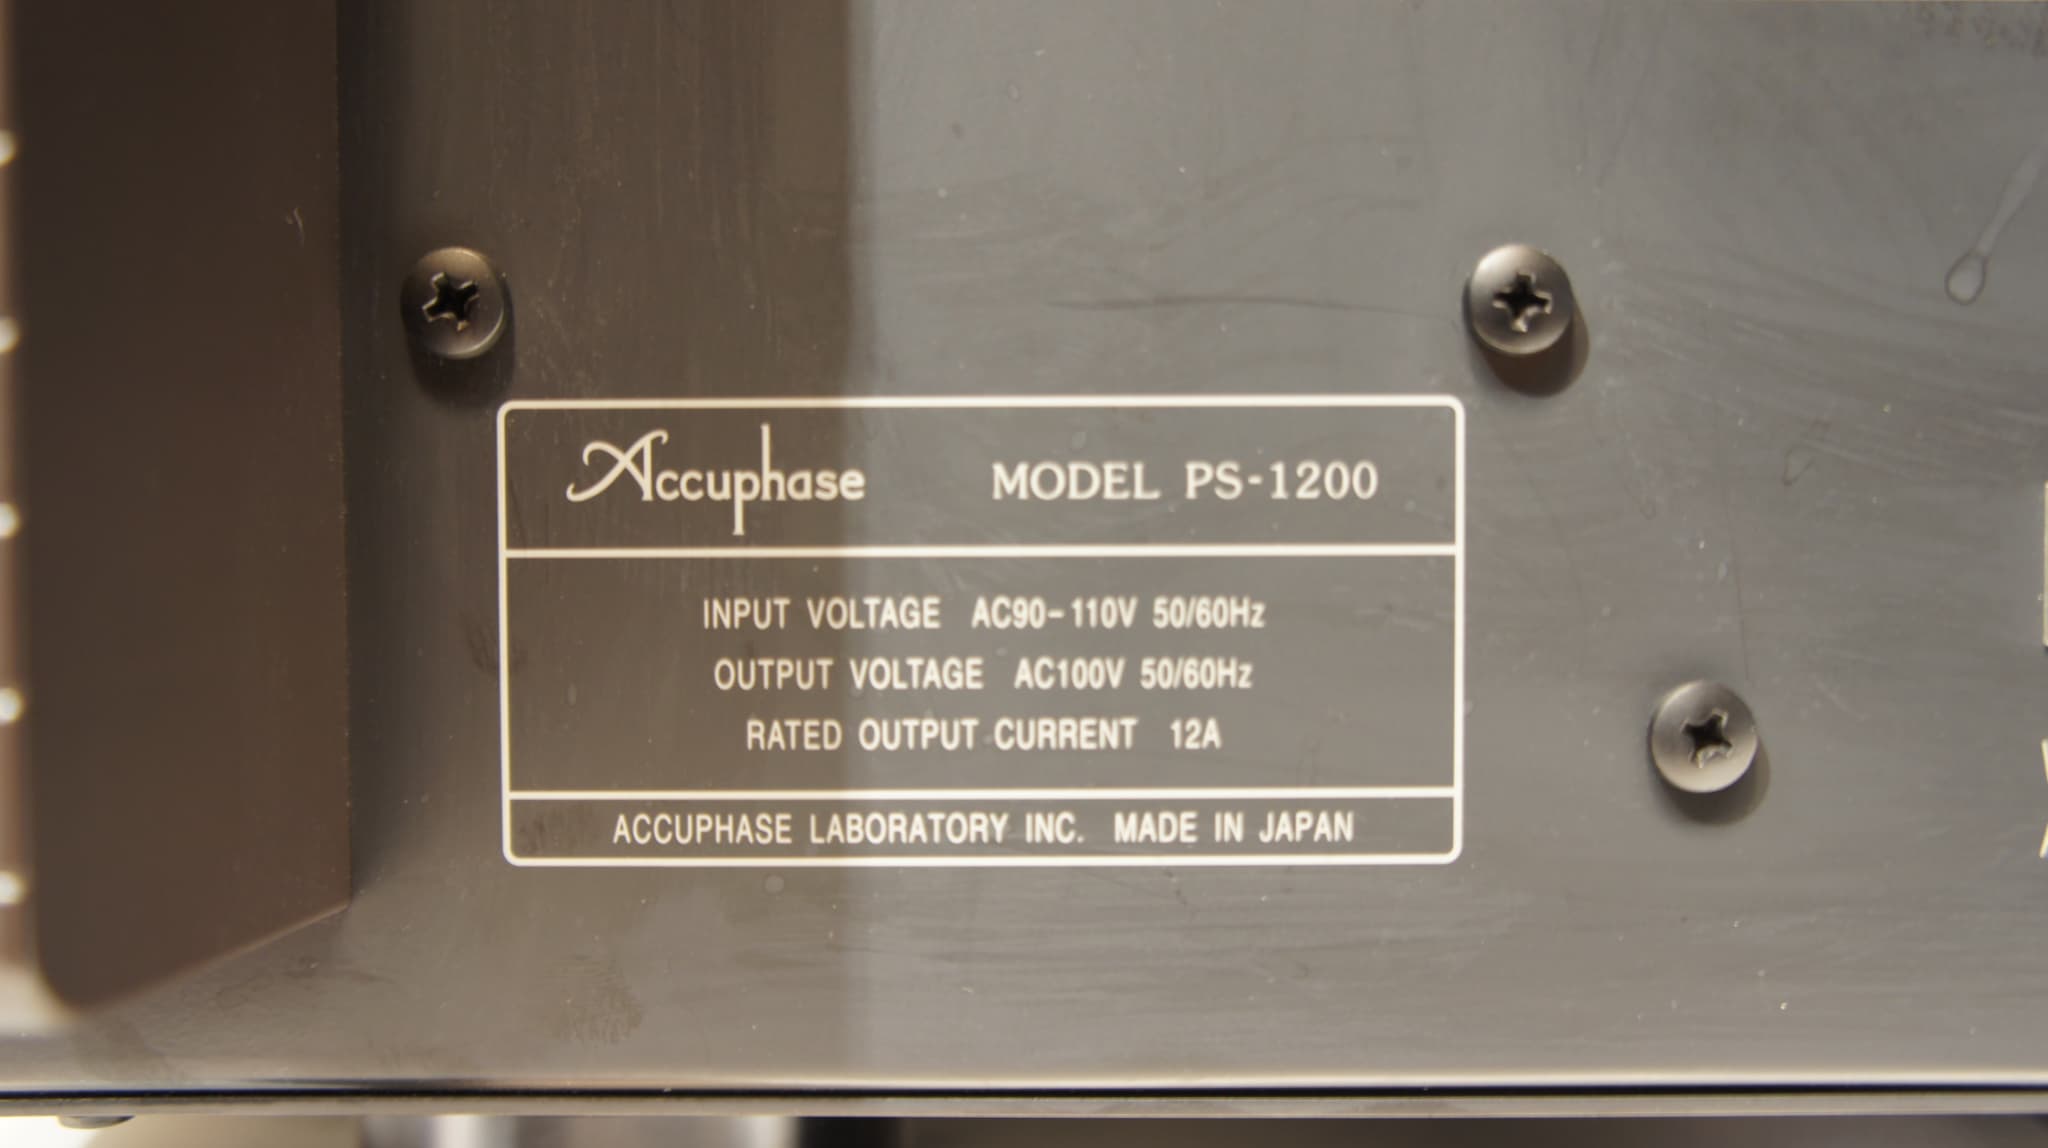 Accuphase MODEL PS-1200
INPUT VOLTAGE AC90-110V 50/60Hz
OUTPUT VOLTAGE AC100V 50/60Hz
RATED OUTPUT CURRENT 12A
ACCUPHASE LABORATORY INC. MADE IN JAPAN